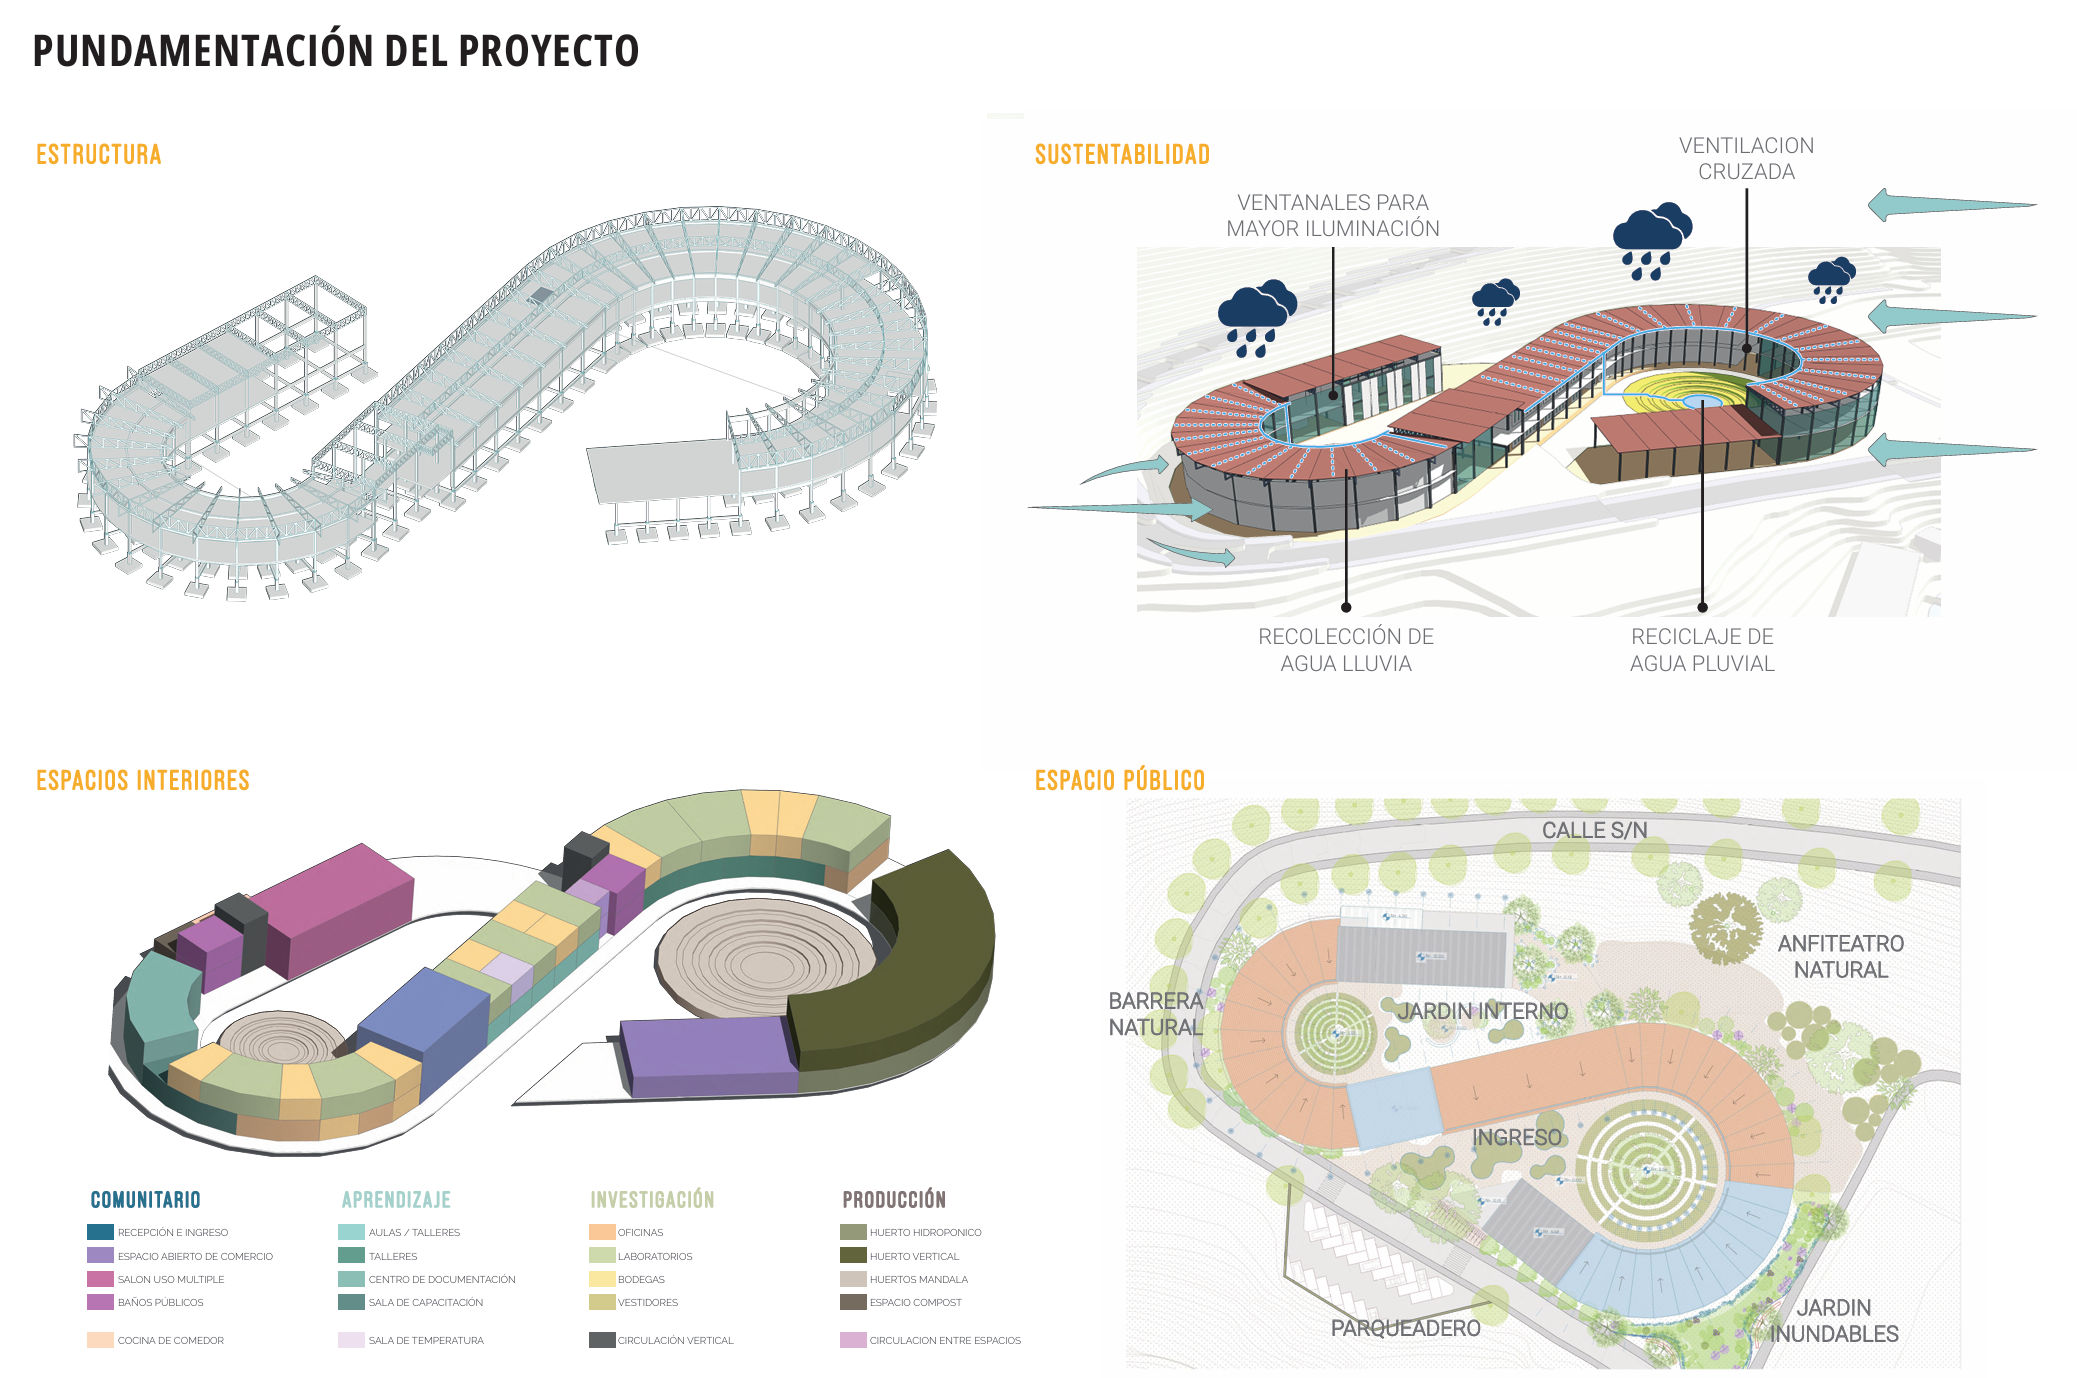 PUNDAMENTACIÓN DEL PROYECTO
ESTRUCTURA
SUSTENTABILIDAD
VENTILACION
CRUZADA
VENTANALES PARA
MAYOR ILUMINACIÓN
RECOLECCIÓN DE
AGUA LLUVIA
RECICLAJE DE
AGUA PLUVIAL
ESPACIOS INTERIORES
COMUNITARIO
RECEPCIÓN E INGRESO
ESPACIO ABIERTO DE COMERCIO
SALON USO MULTIPLE
BAÑOS PÚBLICOS
COCINA DE COMEDOR
APRENDIZAJE
AULAS / TALLERES
TALLERES
CENTRO DE DOCUMENTACIÓN
SALA DE CAPACITACIÓN
SALA DE TEMPERATURA
INVESTIGACIÓN
OFICINAS
LABORATORIOS
BODEGAS
VESTIDORES
CIRCULACIÓN VERTICAL
PRODUCCIÓN
HUERTO HIDROPONICO
HUERTO VERTICAL
HUERTOS MANDALA
ESPACIO COMPOST
CIRCULACION ENTRE ESPACIOS
ESPACIO PÚBLICO
CALLE S/N
ANFITEATRO
NATURAL
BARRERA
NATURAL
JARDIN INTERNO
INGRESO
PARQUEADERO
JARDIN
INUNDABLES